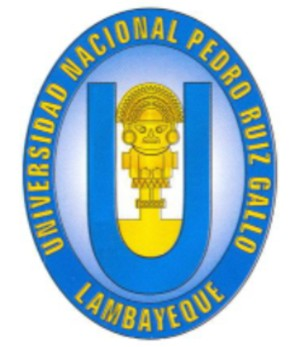 UNIVERSIDAD NACIONAL PEDRO RUIZ GALLO
LAMBAYEQUE